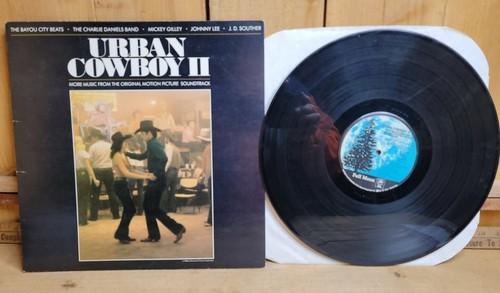 THE BAYOU CITY BEATS • THE CHARLIE DANIELS BAND • MICKEY GILLEY • JOHNNY LEE • J.D. SOUTHER
URBAN
COWBOY II
MORE MUSIC FROM THE ORIGINAL MOTION PICTURE SOUNDTRACK
Full Moon